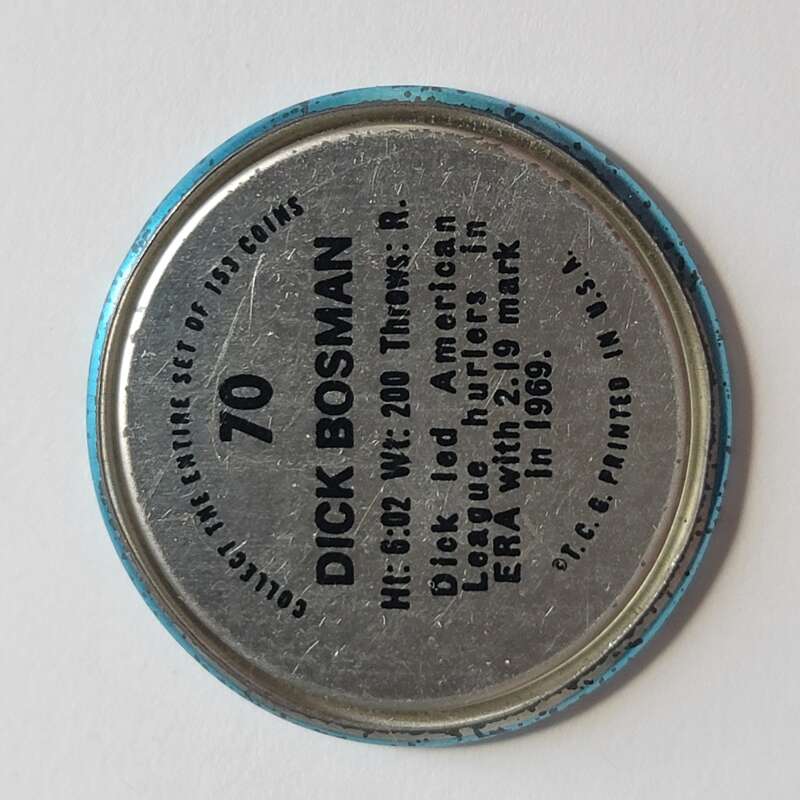 COLLECT THE ENTIRE SET OF 153 COINS
70
DICK BOSMAN
Ht: 6:02 Wt: 200 Throws: R.
Dick led American
League hurlers in
ERA with 2.19 mark
in 1969.
©T. C. G. PRINTED IN U.S.A.